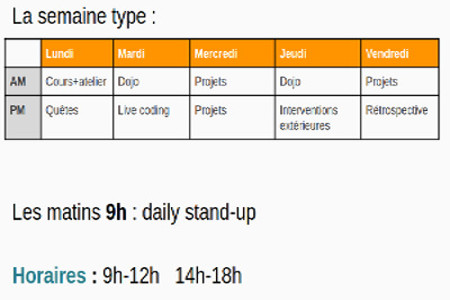 La semaine type :
Lundi Mardi Mercredi Jeudi Vendredi
AM Cours+atelier Dojo Projets Dojo Projets
PM Quêtes Live coding Projets Interventions extérieures Rétrospective
Les matins 9h : daily stand-up
Horaires : 9h-12h 14h-18h